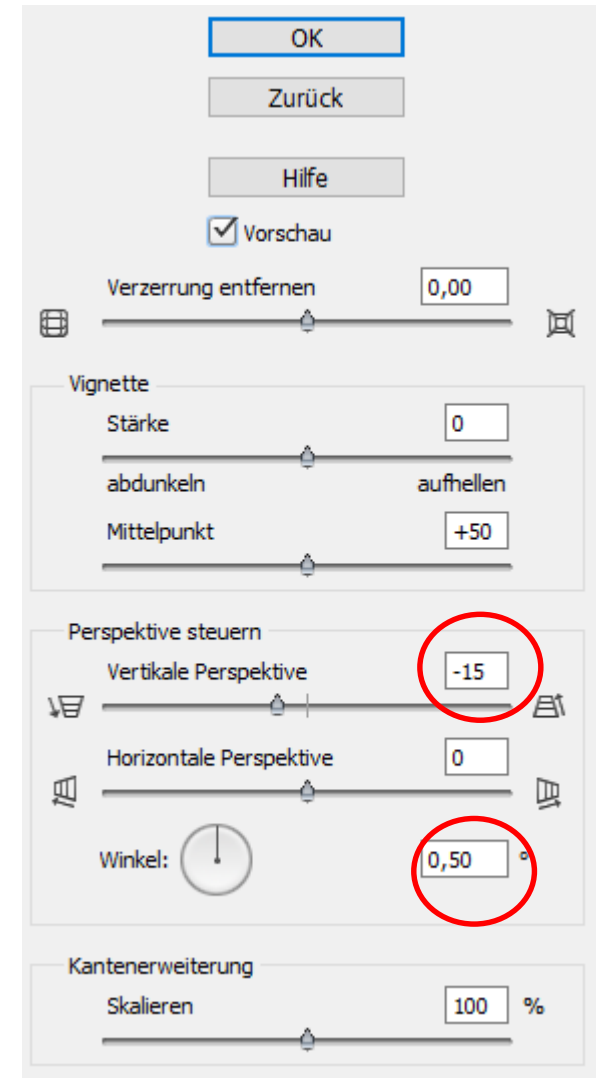 OK
Zurück
Hilfe
Vorschau
Verzerrung entfernen 0,00
Vignette
Stärke 0
abdunkeln aufhellen
Mittelpunkt +50
Perspektive steuern
Vertikale Perspektive -15
Horizontale Perspektive 0
Winkel: 0,50 °
Kantenerweiterung
Skalieren 100 %